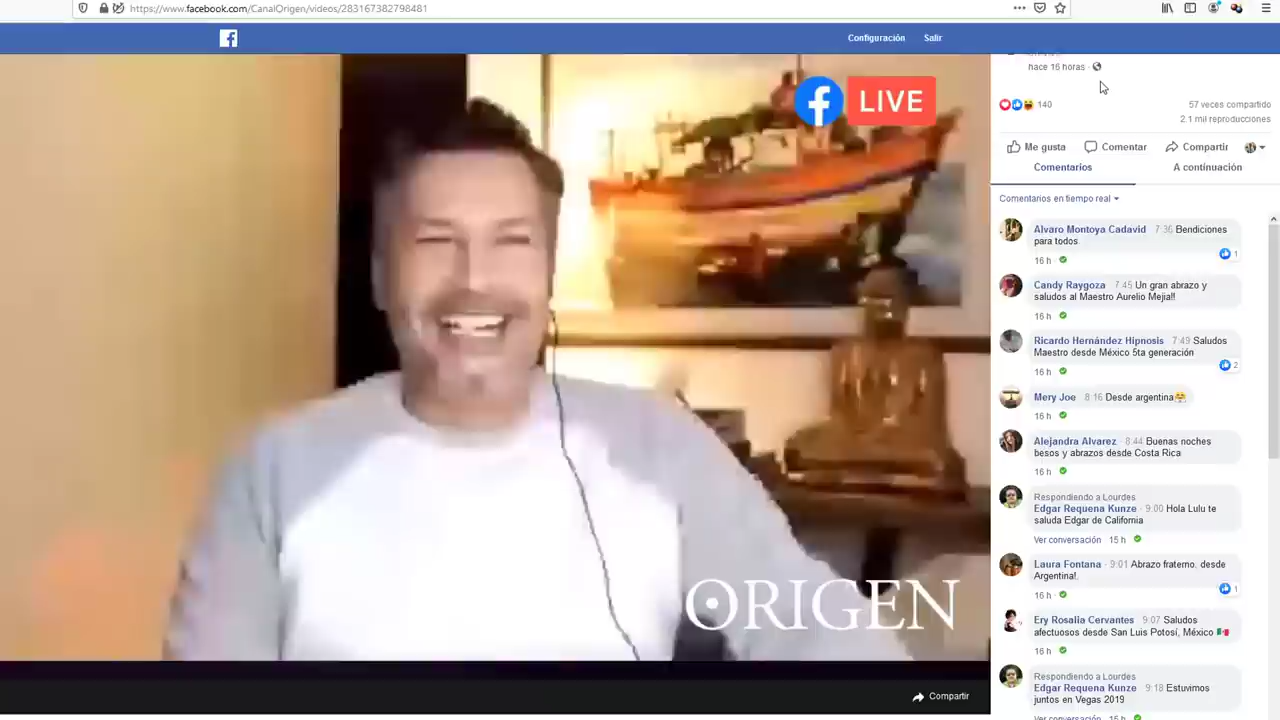 https://www.facebook.com/CanalOrigen/videos/283167382798481
Configuración
Salir
LIVE
ORIGEN
Compartir
hace 16 horas ·
140
57 veces compartido
2.1 mil reproducciones
Me gusta
Comentar
Compartir
Comentarios
A continuación
Comentarios en tiempo real
Alvaro Montoya Cadavid · 7:36 Bendiciones
para todos
1
16 h ·
Candy Raygoza · 7:45 Un gran abrazo y
saludos al Maestro Aurelio Mejia!!
16 h ·
Ricardo Hernández Hipnosis · 7:49 Saludos
Maestro desde México 5ta generación
2
16 h ·
Mery Joe · 8:16 Desde argentina🤗
16 h ·
Alejandra Alvarez · 8:44 Buenas noches
besos y abrazos desde Costa Rica
16 h ·
Respondiendo a Lourdes
Edgar Requena Kunze · 9:00 Hola Lulu te
saluda Edgar de California
Ver conversación · 15 h ·
Laura Fontana · 9:01 Abrazo fraterno. desde
Argentina!.
1
16 h ·
Ery Rosalia Cervantes · 9:07 Saludos
afectuosos desde San Luis Potosí, México 🇲🇽
16 h ·
Respondiendo a Lourdes
Edgar Requena Kunze · 9:18 Estuvimos
juntos en Vegas 2019
Ver conversación · 15 h ·